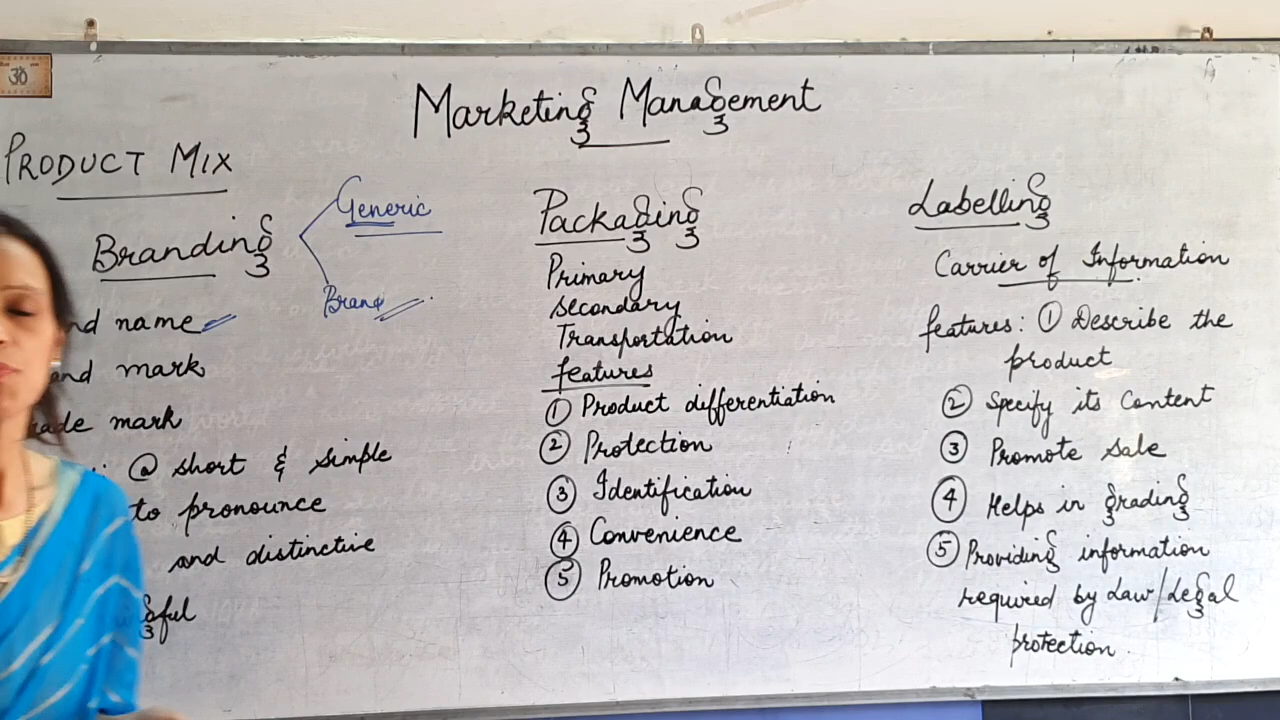 ॐ
Marketing Management
PRODUCT MIX
Branding
Generic
Brand
nd name
and mark
ade mark
@ short & simple
to pronounce
and distinctive
gful
Packaging
Primary
secondary
Transportation
features
① Product differentiation
② Protection
③ Identification
④ Convenience
⑤ Promotion
Labelling
Carrier of Information
features: ① Describe the
product
② Specify its Content
③ Promote sale
④ Helps in grading
⑤ Providing information
required by Law/Legal
protection